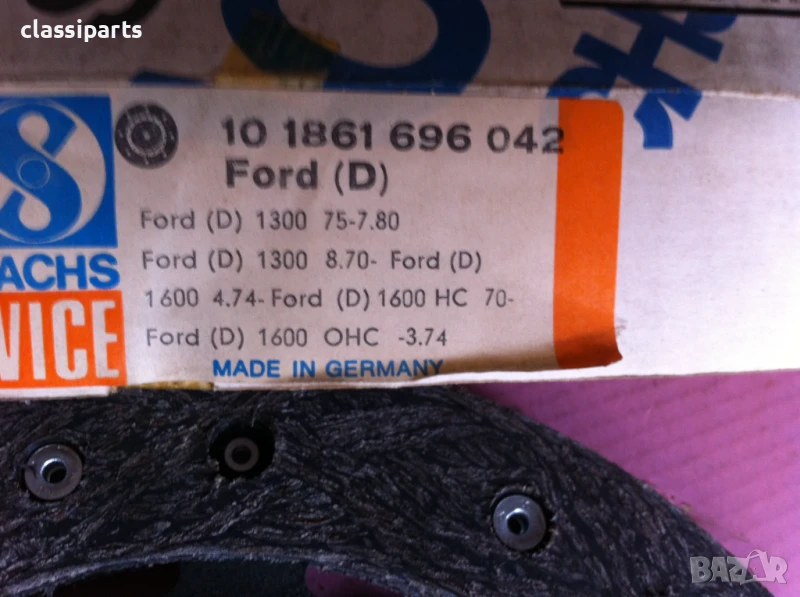 classiparts
10 1861 696 042
Ford (D)
Ford (D) 1300 75-7.80
Ford (D) 1300 8.70- Ford (D)
1600 4.74- Ford (D) 1600 HC 70-
Ford (D) 1600 OHC -3.74
MADE IN GERMANY
ACHS
VICE
BAZAR